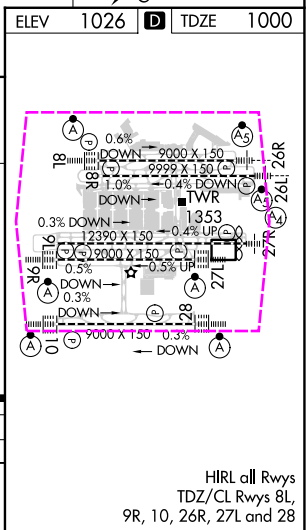 ELEV 1026 D TDZE 1000
A A5
P 0.6%
DOWN 9000 X 150 P
8L 26R
8R 9999 X 150 P
P 1.0% 0.4% DOWN 26L
DOWN TWR A5
1353 A4
0.3% DOWN 0.4% UP P
12390 X 150 27R
9L P 9000 X 150 P
9R 0.5% 0.5% UP 27L
A DOWN A
0.3%
DOWN P 28
10 9000 X 150 0.3%
A P DOWN A
HIRL all Rwys
TDZ/CL Rwys 8L,
9R, 10, 26R, 27L and 28